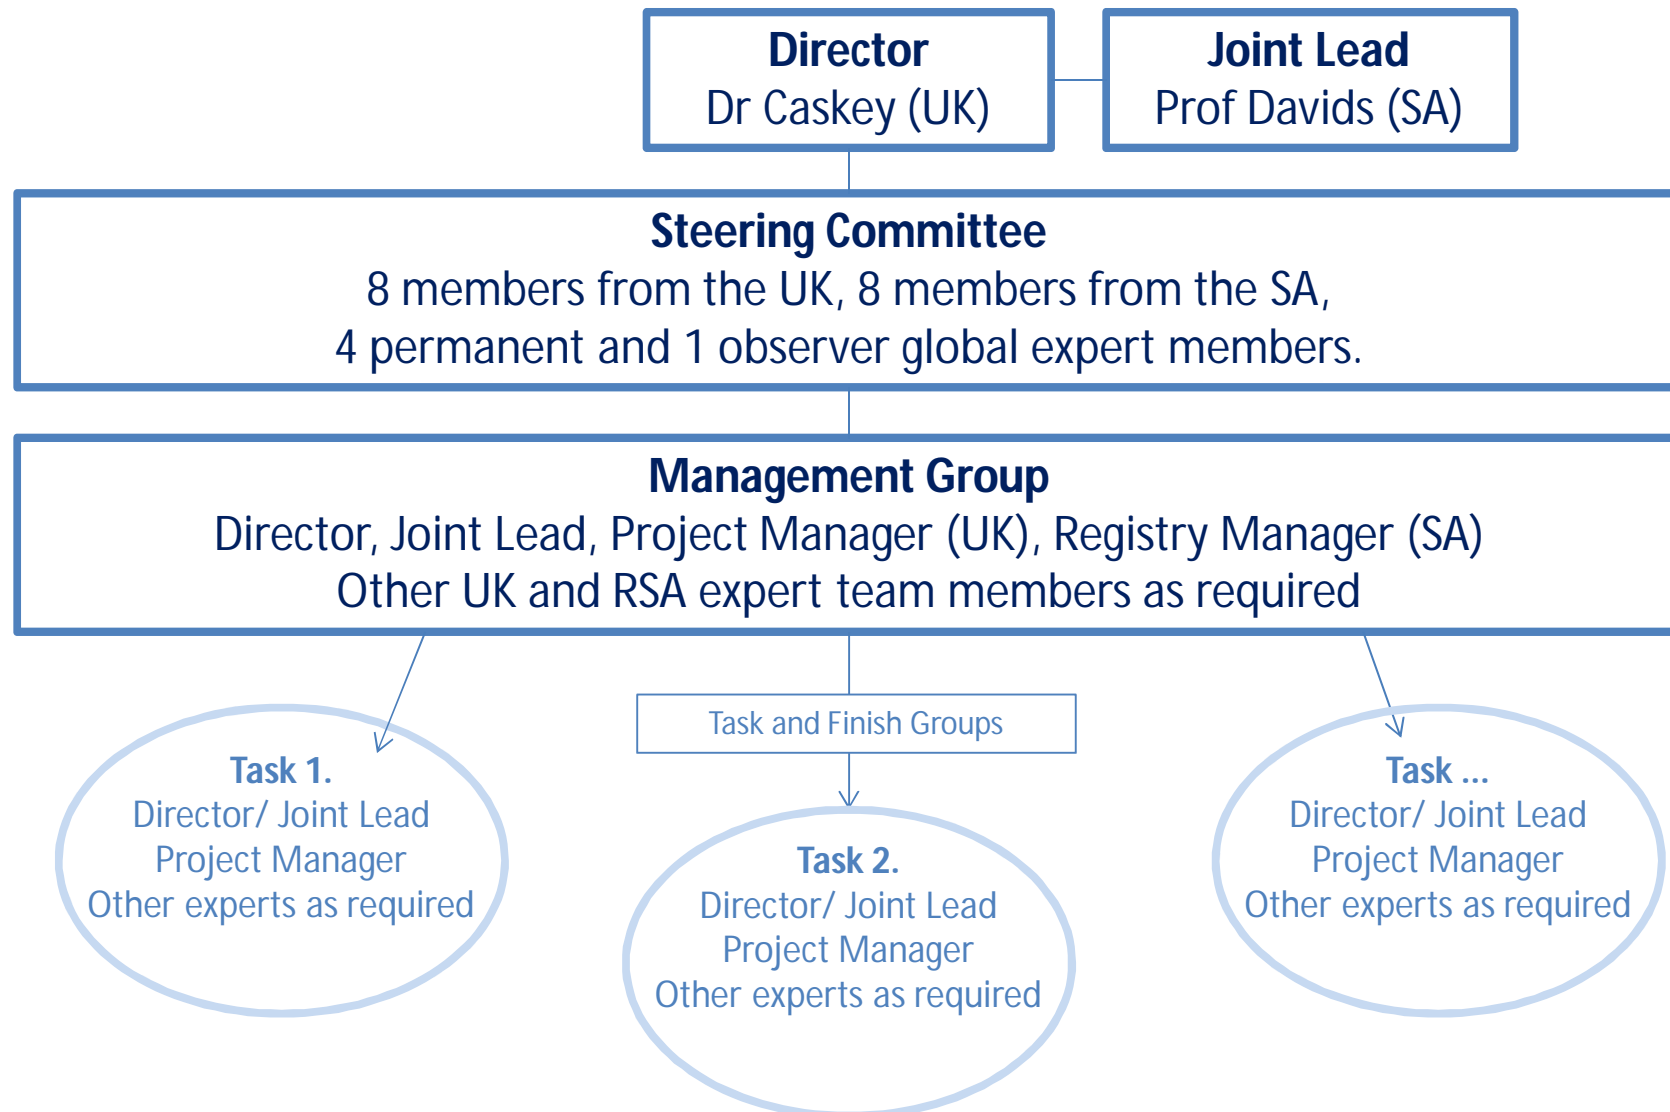 Director
Dr Caskey (UK)
Joint Lead
Prof Davids (SA)
Steering Committee
8 members from the UK, 8 members from the SA,
4 permanent and 1 observer global expert members.
Management Group
Director, Joint Lead, Project Manager (UK), Registry Manager (SA)
Other UK and RSA expert team members as required
Task and Finish Groups
Task 1.
Director/ Joint Lead
Project Manager
Other experts as required
Task 2.
Director/ Joint Lead
Project Manager
Other experts as required
Task ...
Director/ Joint Lead
Project Manager
Other experts as required